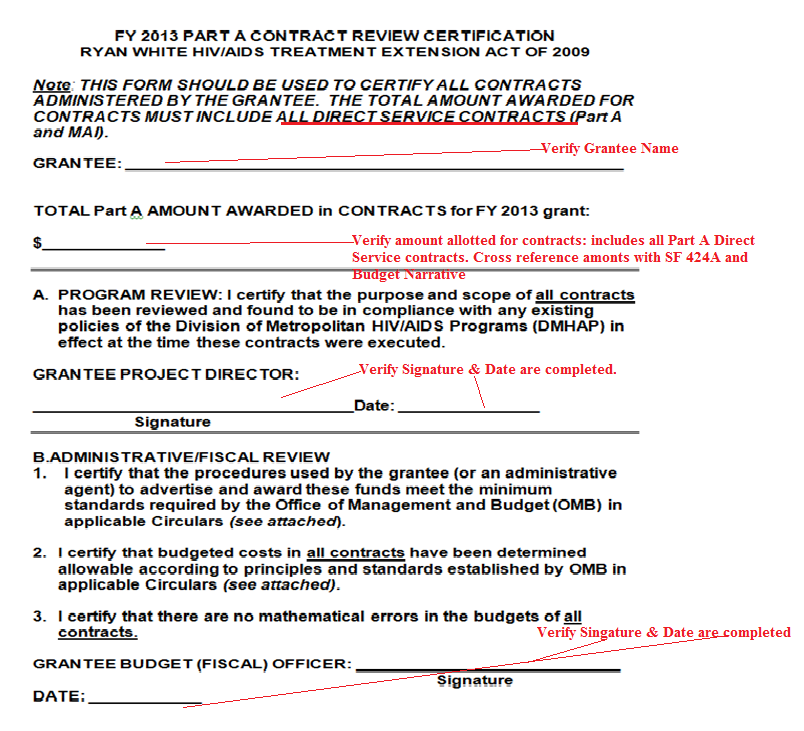 FY 2013 PART A CONTRACT REVIEW CERTIFICATION
RYAN WHITE HIV/AIDS TREATMENT EXTENSION ACT OF 2009
Note: THIS FORM SHOULD BE USED TO CERTIFY ALL CONTRACTS
ADMINISTERED BY THE GRANTEE. THE TOTAL AMOUNT AWARDED FOR
CONTRACTS MUST INCLUDE ALL DIRECT SERVICE CONTRACTS (Part A
and MAI).
Verify Grantee Name
GRANTEE:
TOTAL Part A AMOUNT AWARDED in CONTRACTS for FY 2013 grant:
$
Verify amount allotted for contracts: includes all Part A Direct
Service contracts. Cross reference amonts with SF 424A and
Budget Narrative
A. PROGRAM REVIEW: I certify that the purpose and scope of all contracts
has been reviewed and found to be in compliance with any existing
policies of the Division of Metropolitan HIV/AIDS Programs (DMHAP) in
effect at the time these contracts were executed.
Verify Signature & Date are completed.
GRANTEE PROJECT DIRECTOR:
Date:
Signature
B.ADMINISTRATIVE/FISCAL REVIEW
1. I certify that the procedures used by the grantee (or an administrative
agent) to advertise and award these funds meet the minimum
standards required by the Office of Management and Budget (OMB) in
applicable Circulars (see attached).
2. I certify that budgeted costs in all contracts have been determined
allowable according to principles and standards established by OMB in
applicable Circulars (see attached).
3. I certify that there are no mathematical errors in the budgets of all
contracts.
Verify Singature & Date are completed
GRANTEE BUDGET (FISCAL) OFFICER:
Signature
DATE: